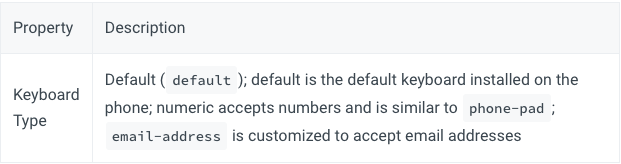 Property Description
Default ( default ); default is the default keyboard installed on the
Keyboard phone; numeric accepts numbers and is similar to phone-pad ;
Type email-address is customized to accept email addresses